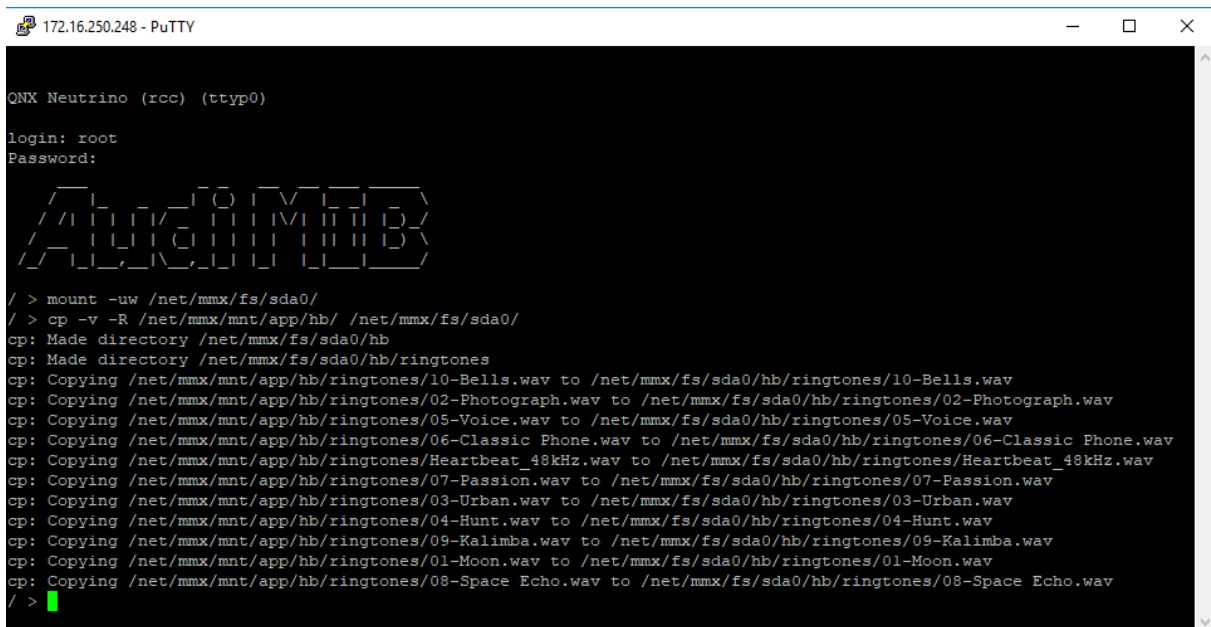 172.16.250.248 - PuTTY
QNX Neutrino (rcc) (ttyp0)
login: root
Password:
Audi MIB
/ > mount -uw /net/mmx/fs/sda0/
/ > cp -v -R /net/mmx/mnt/app/hb/ /net/mmx/fs/sda0/
cp: Made directory /net/mmx/fs/sda0/hb
cp: Made directory /net/mmx/fs/sda0/hb/ringtones
cp: Copying /net/mmx/mnt/app/hb/ringtones/10-Bells.wav to /net/mmx/fs/sda0/hb/ringtones/10-Bells.wav
cp: Copying /net/mmx/mnt/app/hb/ringtones/02-Photograph.wav to /net/mmx/fs/sda0/hb/ringtones/02-Photograph.wav
cp: Copying /net/mmx/mnt/app/hb/ringtones/05-Voice.wav to /net/mmx/fs/sda0/hb/ringtones/05-Voice.wav
cp: Copying /net/mmx/mnt/app/hb/ringtones/06-Classic Phone.wav to /net/mmx/fs/sda0/hb/ringtones/06-Classic Phone.wav
cp: Copying /net/mmx/mnt/app/hb/ringtones/Heartbeat_48kHz.wav to /net/mmx/fs/sda0/hb/ringtones/Heartbeat_48kHz.wav
cp: Copying /net/mmx/mnt/app/hb/ringtones/07-Passion.wav to /net/mmx/fs/sda0/hb/ringtones/07-Passion.wav
cp: Copying /net/mmx/mnt/app/hb/ringtones/03-Urban.wav to /net/mmx/fs/sda0/hb/ringtones/03-Urban.wav
cp: Copying /net/mmx/mnt/app/hb/ringtones/04-Hunt.wav to /net/mmx/fs/sda0/hb/ringtones/04-Hunt.wav
cp: Copying /net/mmx/mnt/app/hb/ringtones/09-Kalimba.wav to /net/mmx/fs/sda0/hb/ringtones/09-Kalimba.wav
cp: Copying /net/mmx/mnt/app/hb/ringtones/01-Moon.wav to /net/mmx/fs/sda0/hb/ringtones/01-Moon.wav
cp: Copying /net/mmx/mnt/app/hb/ringtones/08-Space Echo.wav to /net/mmx/fs/sda0/hb/ringtones/08-Space Echo.wav
/ >